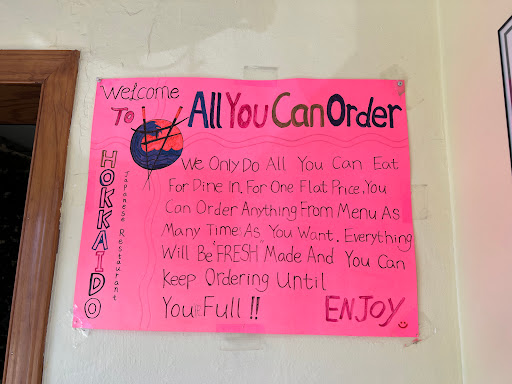 Welcome
To
All You Can Order
HOKKAIDO
Japanese Restaurant
We Only Do All You Can Eat
For Dine In. For One Flat Price. You
Can Order Anything From Menu As
Many Time As You Want. Everything
Will Be "FRESH" Made And You Can
Keep Ordering Until
You Full !!
ENJOY